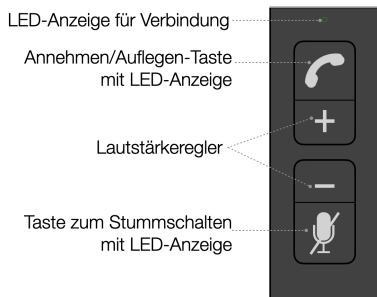 LED-Anzeige für Verbindung
Annehmen/Auflegen-Taste
mit LED-Anzeige
Lautstärkeregler
Taste zum Stummschalten
mit LED-Anzeige